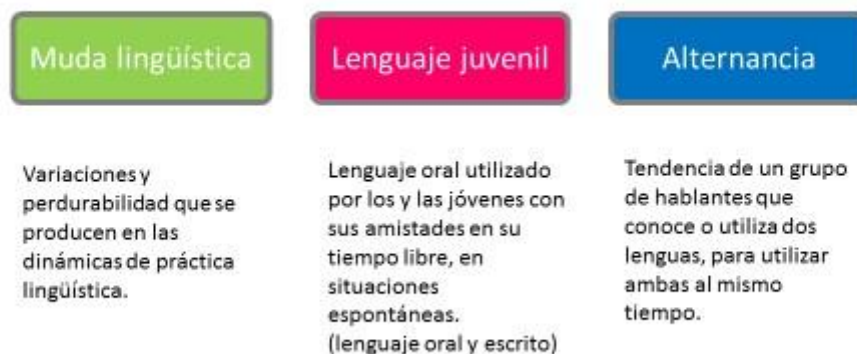 Muda lingüística
Variaciones y
perdurabilidad que se
producen en las
dinámicas de práctica
lingüística.
Lenguaje juvenil
Lenguaje oral utilizado
por los y las jóvenes con
sus amistades en su
tiempo libre, en
situaciones
espontáneas.
(lenguaje oral y escrito)
Alternancia
Tendencia de un grupo
de hablantes que
conoce o utiliza dos
lenguas, para utilizar
ambas al mismo
tiempo.